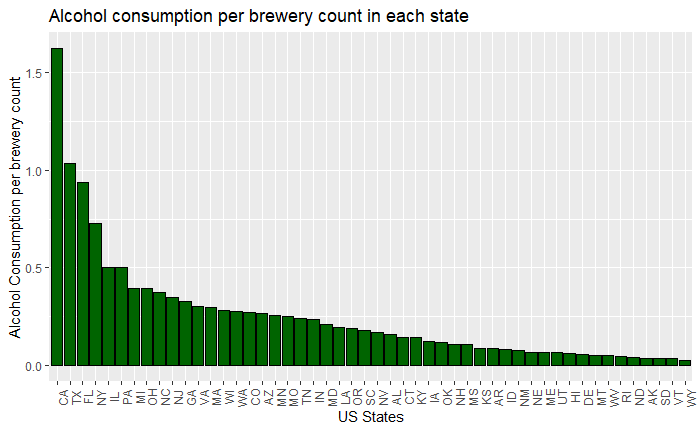 Alcohol consumption per brewery count in each state
Alcohol Consumption per brewery count
1.5
1.0
0.5
0.0
CA TX FL NY IL PA MI OH NC NJ GA VA MA WI WA CO AZ MN MO TN IN MD LA OR SC NV AL CT KY IA OK NH MS KS AR ID NM NE ME UT HI DE MT WV RI ND AK SD VT WY
US States